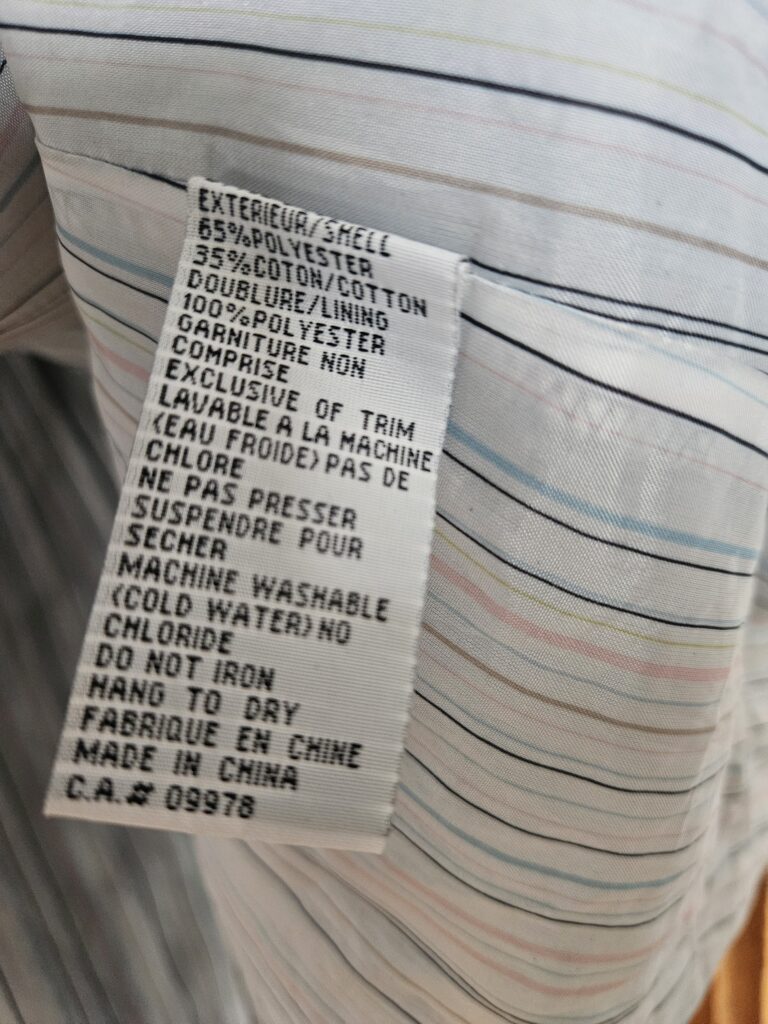 EXTERIEUR/SHELL
65%POLYESTER
35%COTON/COTTON
DOUBLURE/LINING
100%POLYESTER
GARNITURE NON
COMPRISE
EXCLUSIVE OF TRIM
LAVABLE A LA MACHINE
(EAU FROIDE) PAS DE
CHLORE
NE PAS PRESSER
SUSPENDRE POUR
SECHER
MACHINE WASHABLE
(COLD WATER) NO
CHLORIDE
DO NOT IRON
HANG TO DRY
FABRIQUE EN CHINE
MADE IN CHINA
C.A.# 09978